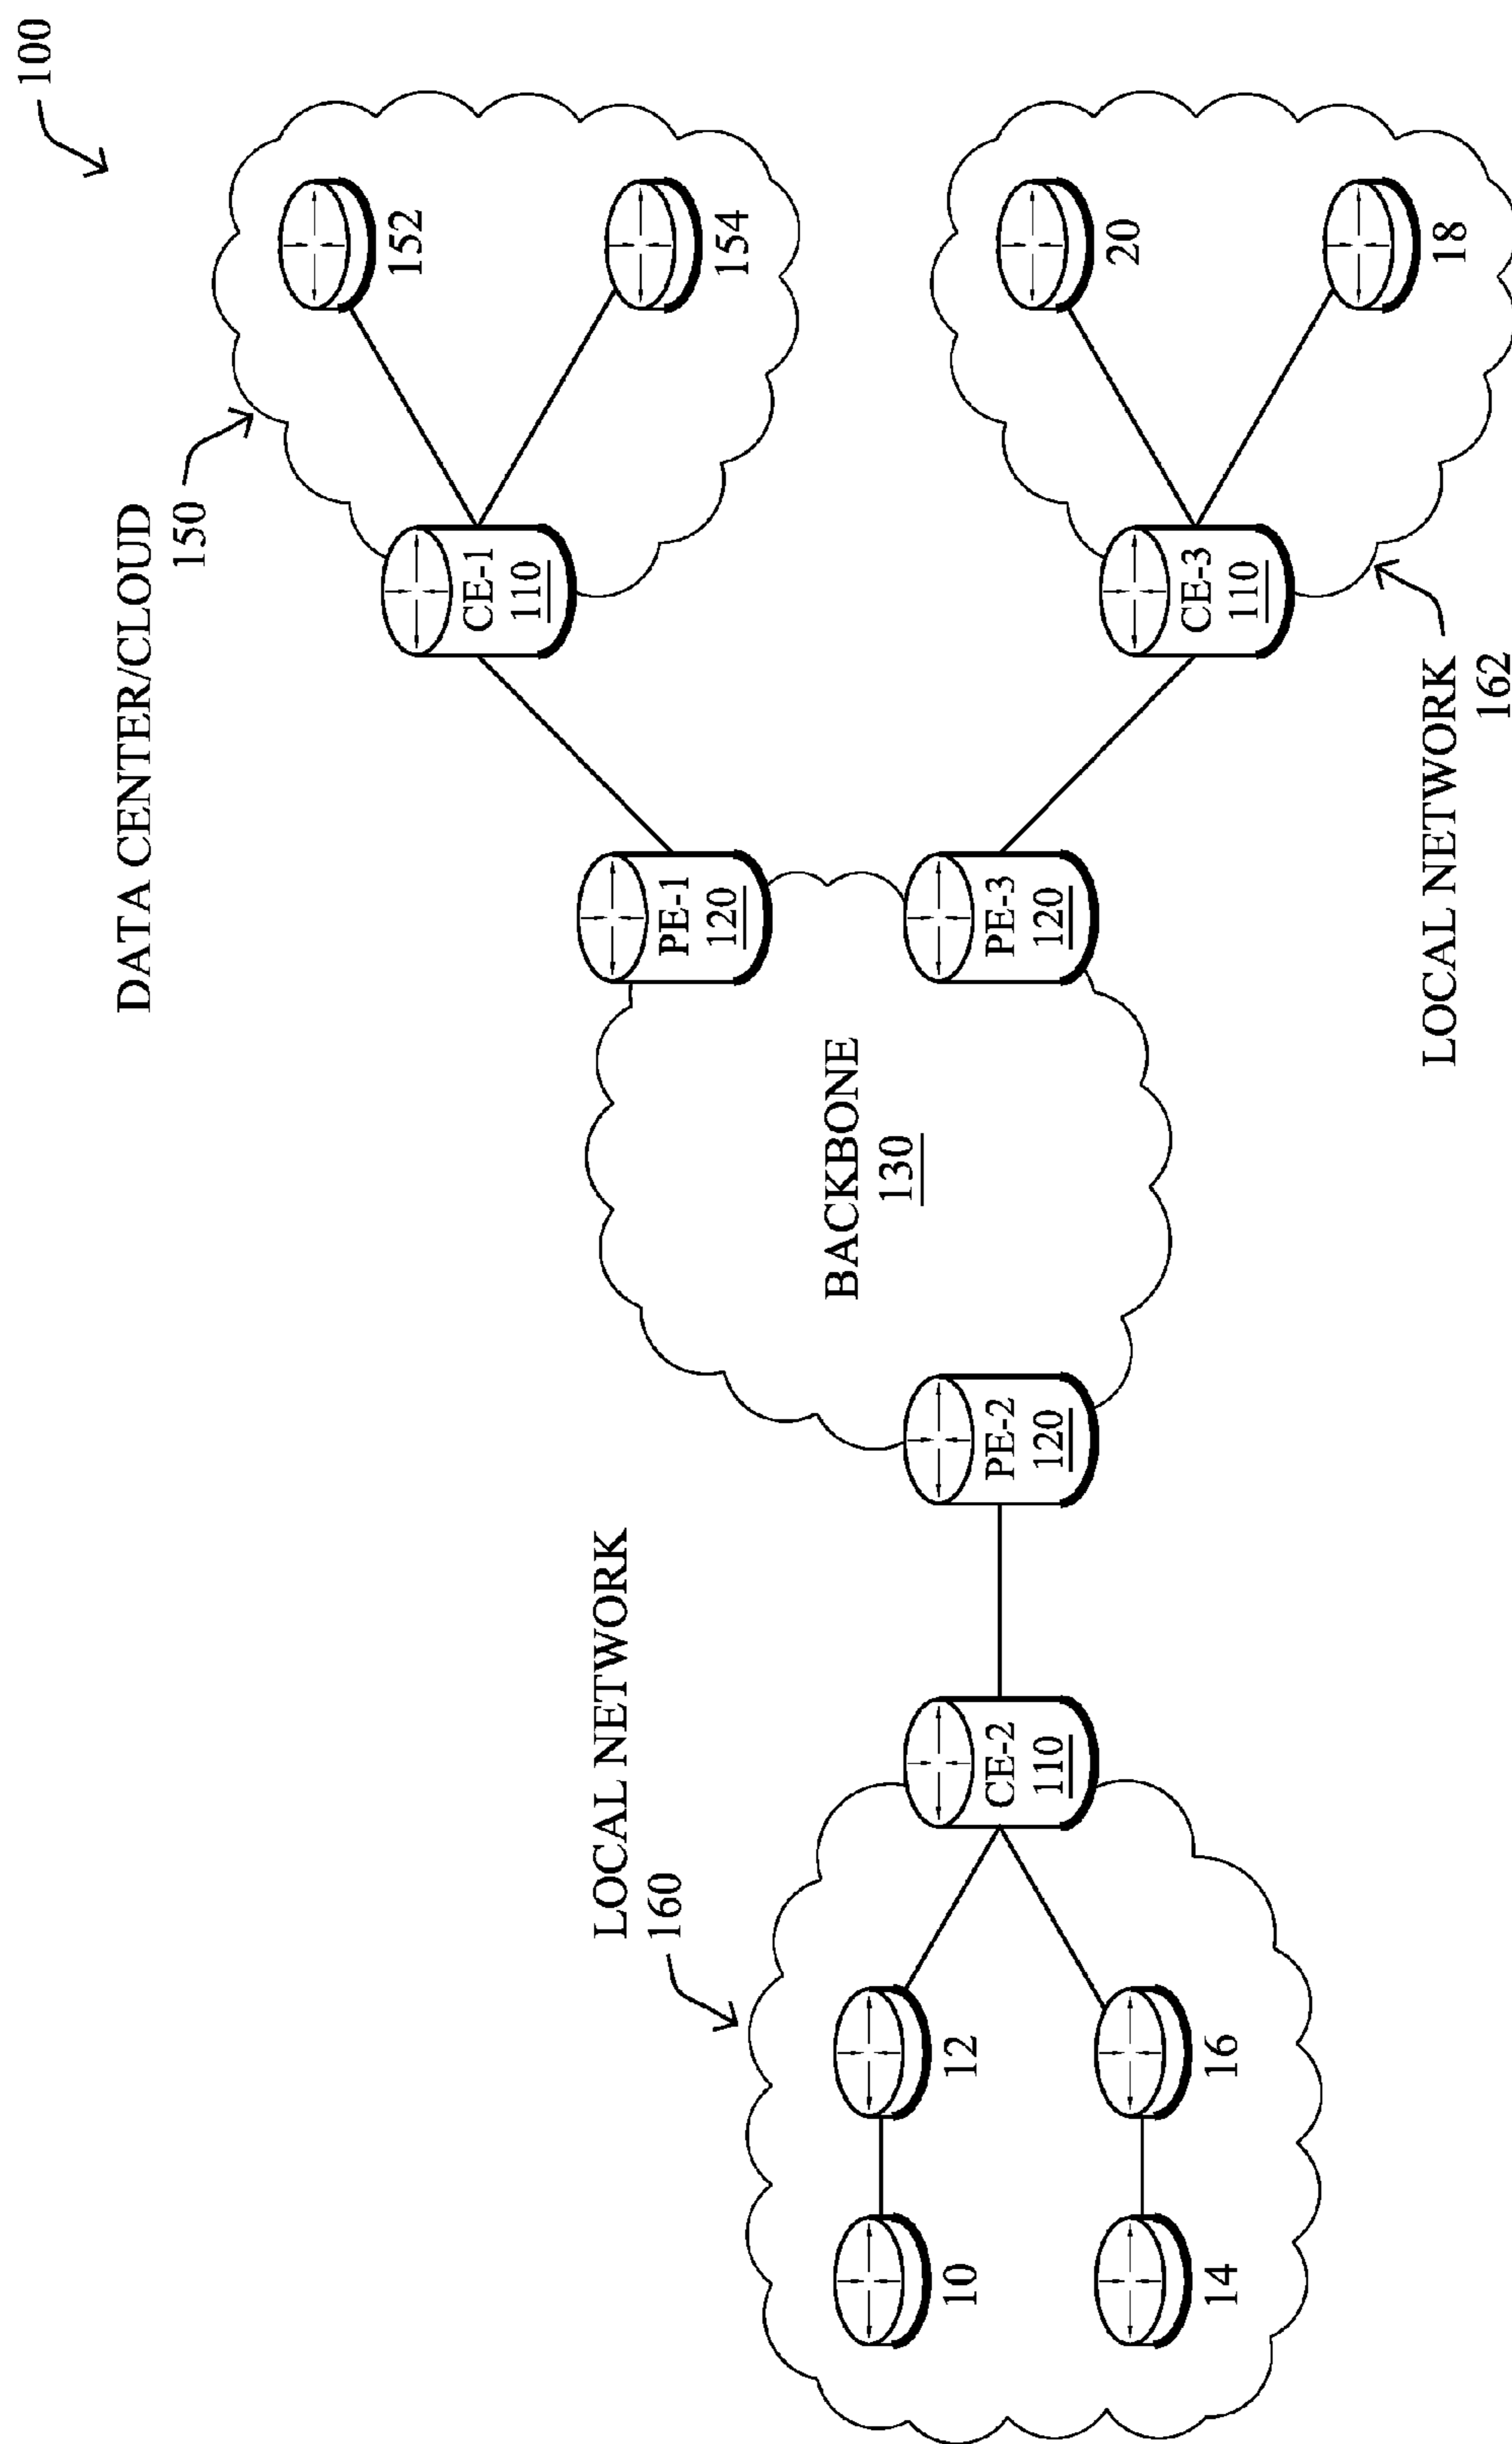 100
DATA CENTER/CLOUD
150
152
154
CE-1
110
PE-1
120
BACKBONE
130
PE-3
120
PE-2
120
CE-3
110
20
18
LOCAL NETWORK
162
LOCAL NETWORK
160
CE-2
110
12
10
16
14